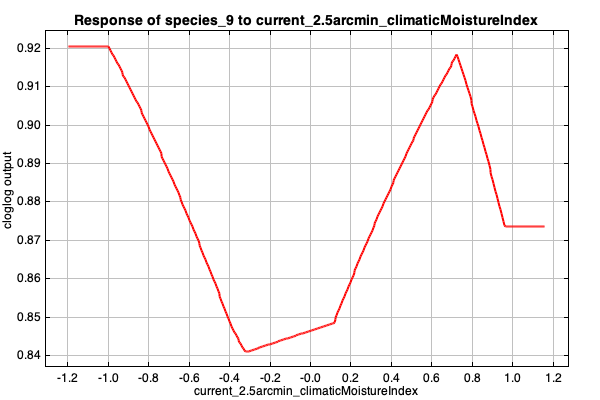 Response of species_9 to current_2.5arcmin_climaticMoistureIndex
0.92
0.91
0.90
0.89
0.88
0.87
0.86
0.85
0.84
cloglog output
-1.2 -1.0 -0.8 -0.6 -0.4 -0.2 -0.0 0.2 0.4 0.6 0.8 1.0 1.2
current_2.5arcmin_climaticMoistureIndex